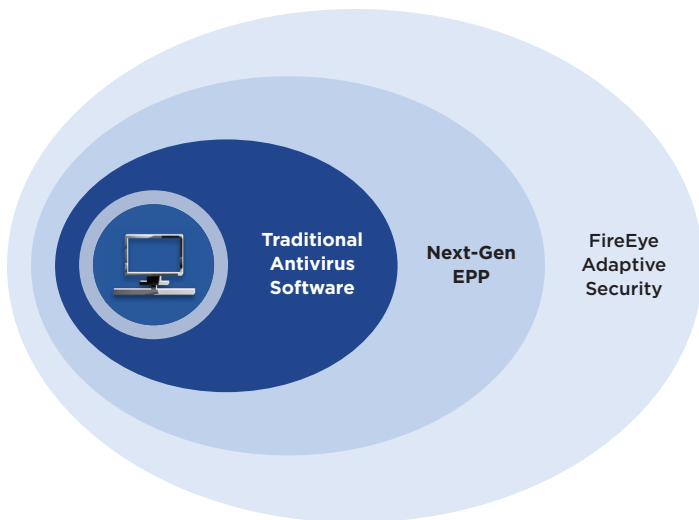 Traditional
Antivirus
Software
Next-Gen
EPP
FireEye
Adaptive
Security